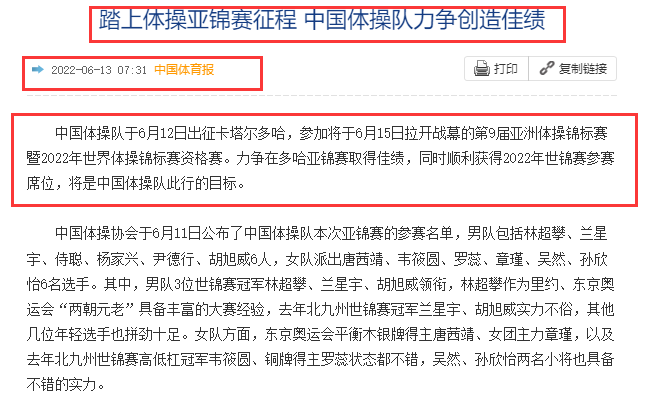 踏上体操亚锦赛征程 中国体操队力争创造佳绩
2022-06-13 07:31 中国体育报
打印 复制链接
中国体操队于6月12日出征卡塔尔多哈，参加将于6月15日拉开战幕的第9届亚洲体操锦标赛
暨2022年世界体操锦标赛资格赛。力争在多哈亚锦赛取得佳绩，同时顺利获得2022年世锦赛参赛
席位，将是中国体操队此行的目标。
中国体操协会于6月11日公布了中国体操队本次亚锦赛的参赛名单，男队包括林超攀、兰星
宇、侍聪、杨家兴、尹德行、胡旭威6人，女队派出唐茜靖、韦筱圆、罗蕊、章瑾、吴然、孙欣
怡6名选手。其中，男队3位世锦赛冠军林超攀、兰星宇、胡旭威领衔，林超攀作为里约、东京奥
运会“两朝元老”具备丰富的大赛经验，去年北九州世锦赛冠军兰星宇、胡旭威实力不俗，其他
几位年轻选手也拼劲十足。女队方面，东京奥运会平衡木银牌得主唐茜靖、女团主力章瑾，以及
去年北九州世锦赛高低杠冠军韦筱圆、铜牌得主罗蕊状态都不错，吴然、孙欣怡两名小将也具备
不错的实力。